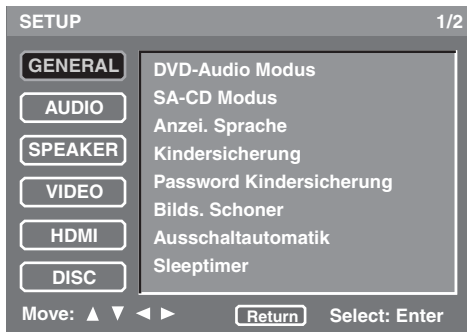 SETUP 1/2
GENERAL
AUDIO
SPEAKER
VIDEO
HDMI
DISC
DVD-Audio Modus
SA-CD Modus
Anzei. Sprache
Kindersicherung
Password Kindersicherung
Bilds. Schoner
Ausschaltautomatik
Sleeptimer
Move: ▲ ▼ ◄ ► Return Select: Enter